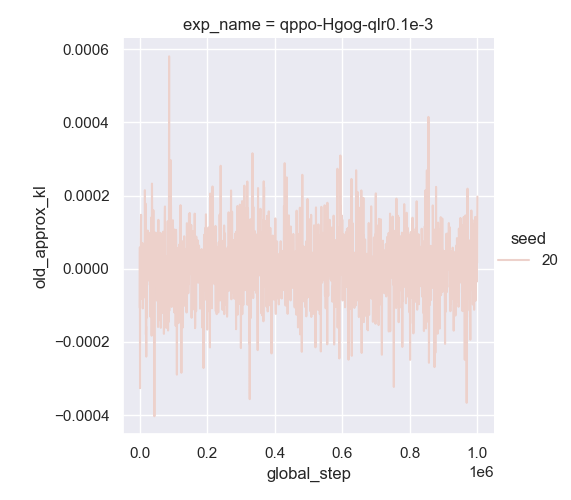 exp_name = qppo-Hgog-qlr0.1e-3
0.0006
0.0004
0.0002
0.0000
−0.0002
−0.0004
old_approx_kl
0.0 0.2 0.4 0.6 0.8 1.0
1e6
global_step
seed
20